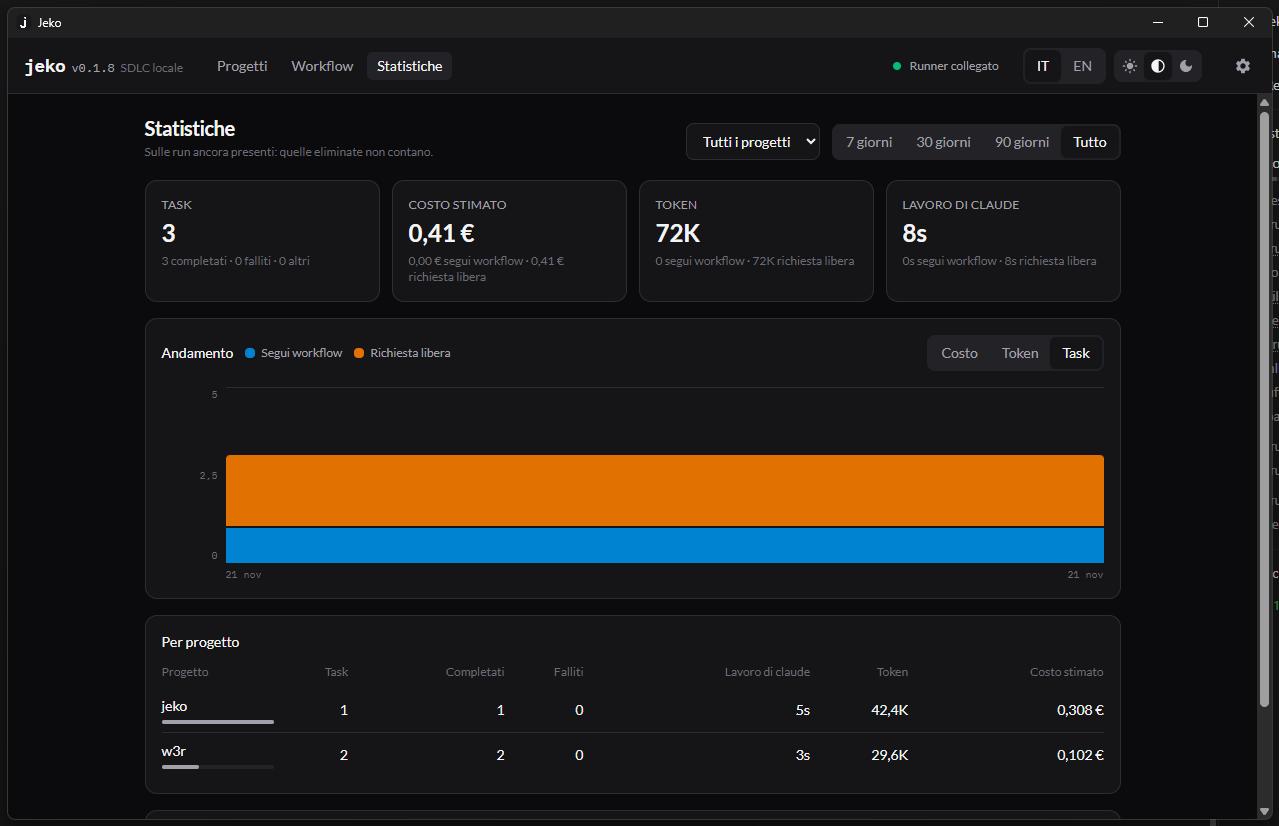 j Jeko
jeko v0.1.8 SDLC locale Progetti Workflow Statistiche Runner collegato IT EN
Statistiche
Sulle run ancora presenti: quelle eliminate non contano.
Tutti i progetti 7 giorni 30 giorni 90 giorni Tutto
TASK
3
3 completati · 0 falliti · 0 altri
COSTO STIMATO
0,41 €
0,00 € segui workflow · 0,41 €
richiesta libera
TOKEN
72K
0 segui workflow · 72K richiesta libera
LAVORO DI CLAUDE
8s
0s segui workflow · 8s richiesta libera
Andamento Segui workflow Richiesta libera Costo Token Task
5
2,5
0
21 nov 21 nov
Per progetto
Progetto Task Completati Falliti Lavoro di claude Token Costo stimato
jeko 1 1 0 5s 42,4K 0,308 €
w3r 2 2 0 3s 29,6K 0,102 €